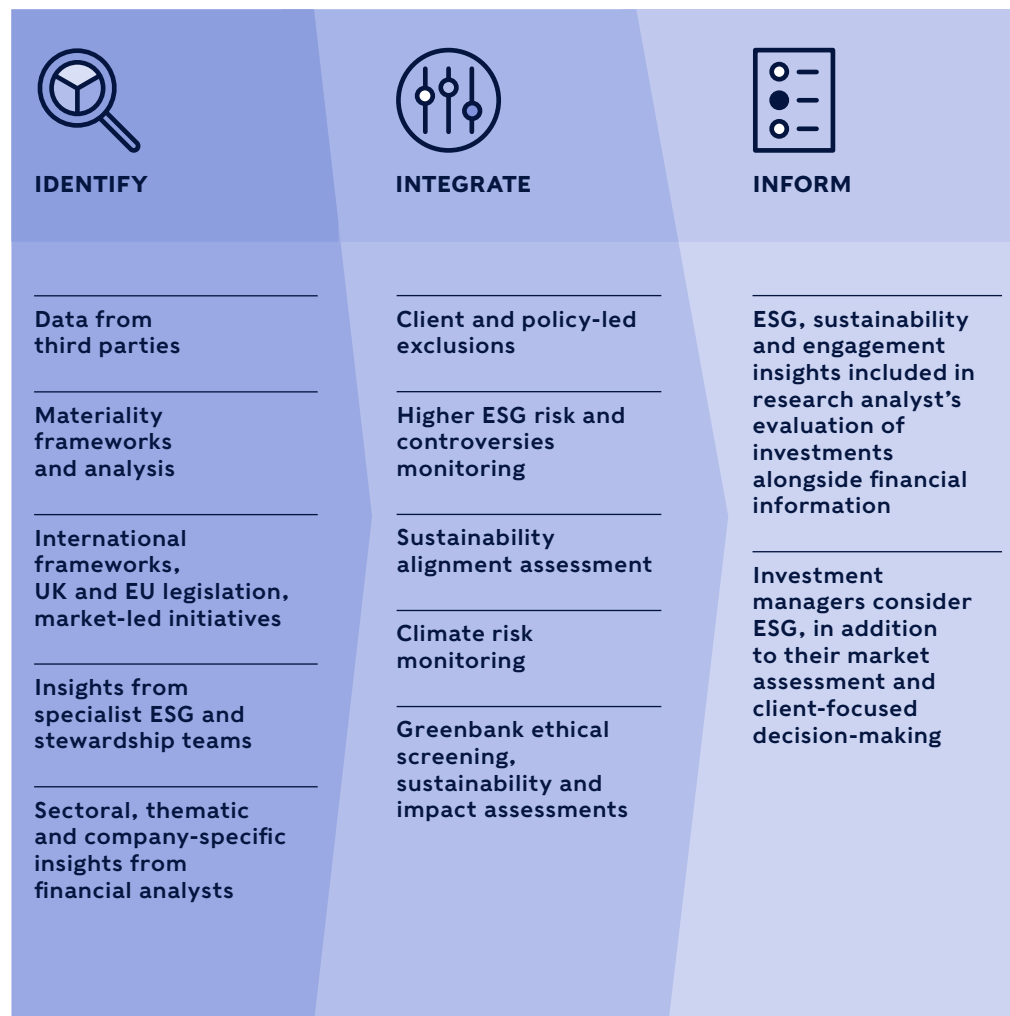 IDENTIFY
Data from
third parties
Materiality
frameworks
and analysis
International
frameworks,
UK and EU legislation,
market-led initiatives
Insights from
specialist ESG and
stewardship teams
Sectoral, thematic
and company-specific
insights from
financial analysts
INTEGRATE
Client and policy-led
exclusions
Higher ESG risk and
controversies
monitoring
Sustainability
alignment assessment
Climate risk
monitoring
Greenbank ethical
screening,
sustainability and
impact assessments
INFORM
ESG, sustainability
and engagement
insights included in
research analyst’s
evaluation of
investments
alongside financial
information
Investment
managers consider
ESG, in addition
to their market
assessment and
client-focused
decision-making